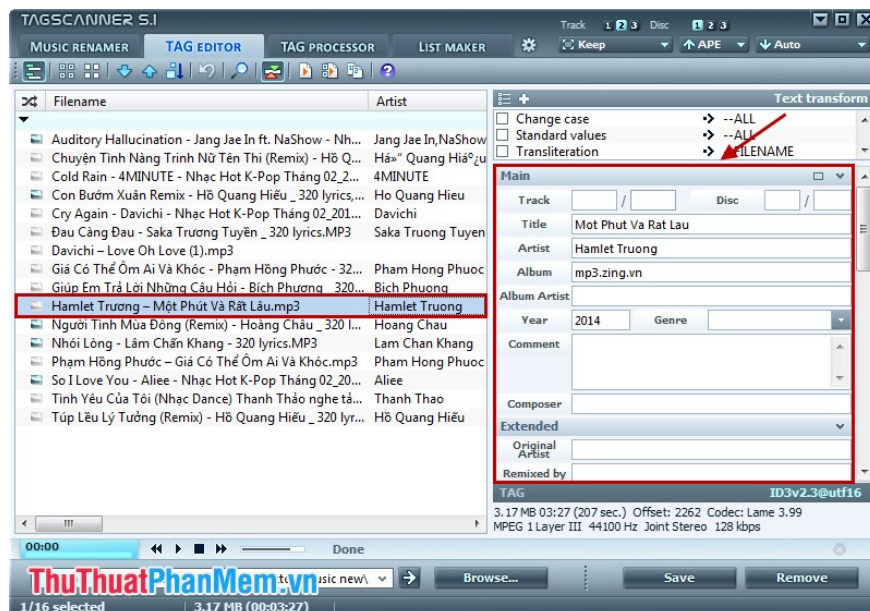 TAGSCANNER 5.1
Track 1 2 3 Disc 1 2 3
MUSIC RENAMER TAG EDITOR TAG PROCESSOR LIST MAKER Keep APE Auto
Filename Artist
Auditory Hallucination - Jang Jae In ft. NaShow - Nh... Jang Jae In,NaShow
Chuyện Tình Nàng Trinh Nữ Tên Thi (Remix) - Hồ Q... Há»“ Quang Hiáº¿u
Cold Rain - 4MINUTE - Nhạc Hot K-Pop Tháng 02_2... 4MINUTE
Con Bướm Xuân Remix - Hồ Quang Hiếu _ 320 lyrics,... Ho Quang Hieu
Cry Again - Davichi - Nhạc Hot K-Pop Tháng 02_201... Davichi
Đau Càng Đau - Saka Trương Tuyền _ 320 lyrics.MP3 Saka Truong Tuyen
Davichi – Love Oh Love (1).mp3
Giá Có Thể Ôm Ai Và Khóc - Phạm Hồng Phước - 32... Pham Hong Phuoc
Giúp Em Trả Lời Những Câu Hỏi - Bích Phương _ 320... Bich Phuong
Hamlet Trương – Một Phút Và Rất Lâu.mp3 Hamlet Truong
Người Tình Mùa Đông (Remix) - Hoàng Châu _ 320 l... Hoang Chau
Nhói Lòng - Lâm Chấn Khang - 320 lyrics.MP3 Lam Chan Khang
Phạm Hồng Phước – Giá Có Thể Ôm Ai Và Khóc.mp3 Pham Hong Phuoc
So I Love You - Aliee - Nhạc Hot K-Pop Tháng 02_20... Aliee
Tình Yêu Của Tôi (Nhạc Dance) Thanh Thảo nghe tả... Thanh Thao
Túp Lều Lý Tưởng (Remix) - Hồ Quang Hiếu _ 320 lyr... Hồ Quang Hiếu
Text transform
Change case --ALL
Standard values --ALL
Transliteration FILENAME
Main
Track / Disc /
Title Mot Phut Va Rat Lau
Artist Hamlet Truong
Album mp3.zing.vn
Album Artist
Year 2014 Genre
Comment
Composer
Extended
Original Artist
Remixed by
TAG ID3v2.3@utf16
3.17 MB 03:27 (207 sec.) Offset: 2262 Codec: Lame 3.99
MPEG 1 Layer III 44100 Hz Joint Stereo 128 kbps
00:00 Done
ThuThuatPhanMem.vn usic new\ Browse... Save Remove
1/16 selected 3.17 MB (00:03:27)